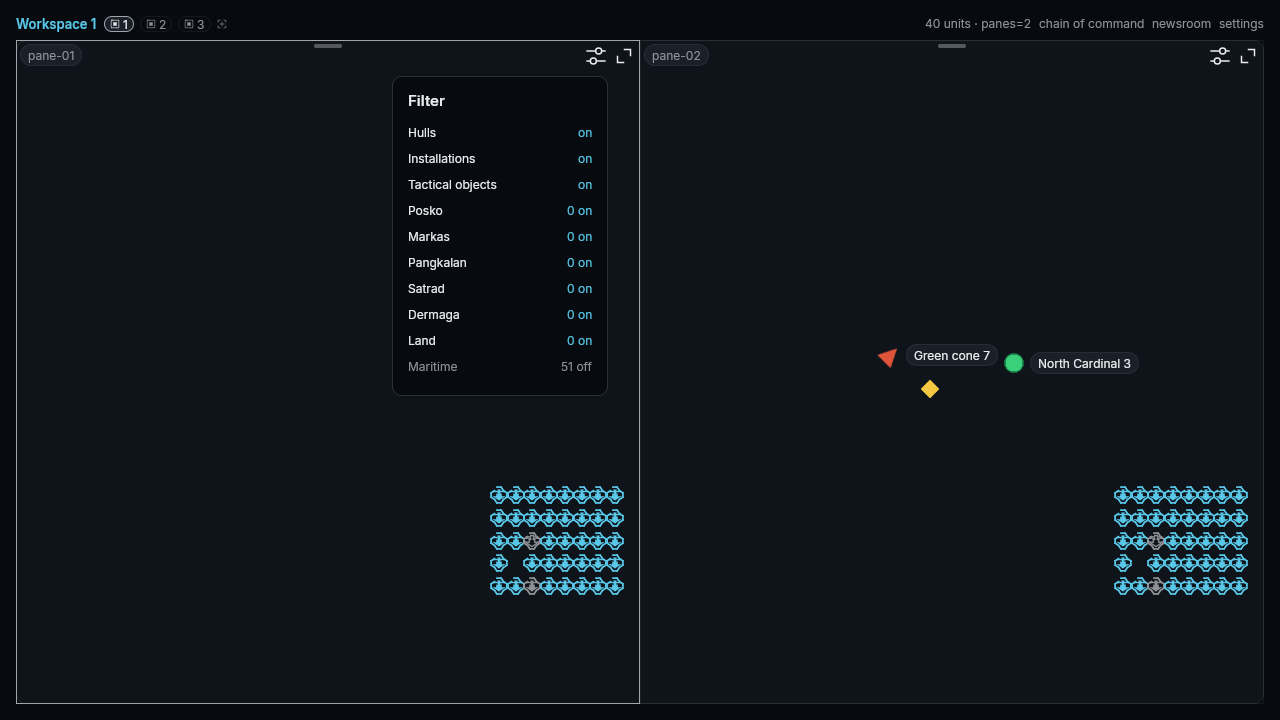 Workspace 1 1 2 3 40 units · panes=2 chain of command newsroom settings
pane-01
pane-02
Filter
Hulls on
Installations on
Tactical objects on
Posko 0 on
Markas 0 on
Pangkalan 0 on
Satrad 0 on
Dermaga 0 on
Land 0 on
Maritime 51 off
Green cone 7
North Cardinal 3